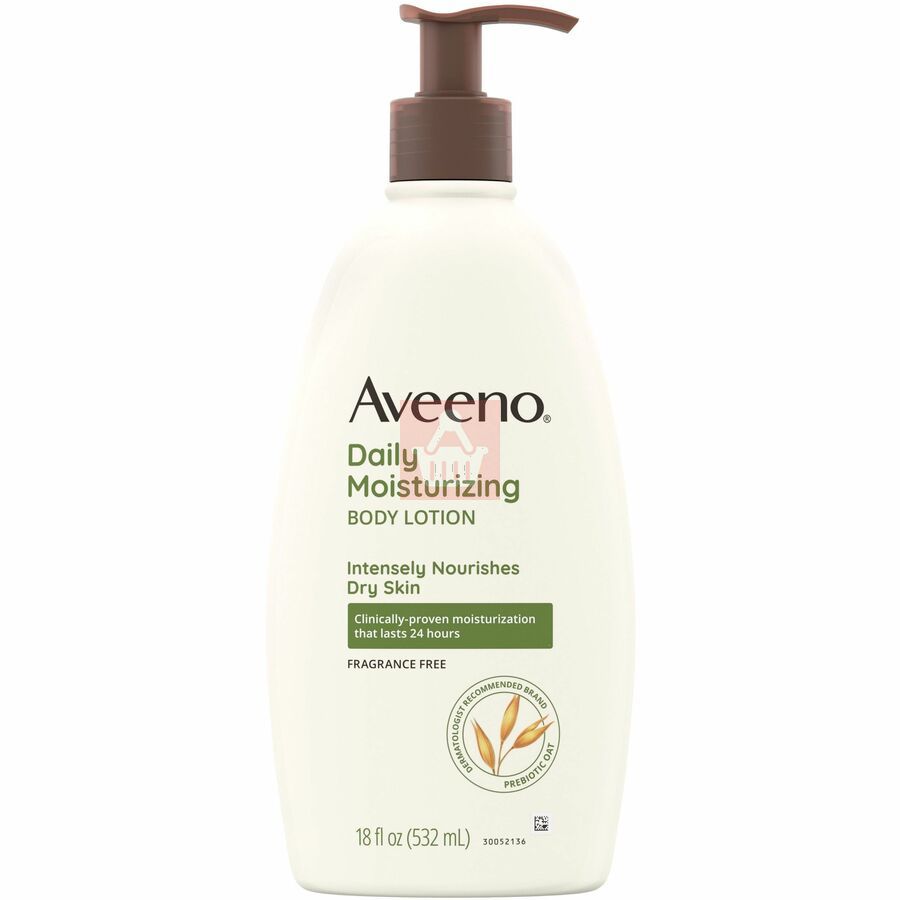 Aveeno®
Daily
Moisturizing
BODY LOTION
Intensely Nourishes
Dry Skin
Clinically-proven moisturization
that lasts 24 hours
FRAGRANCE FREE
DERMATOLOGIST RECOMMENDED BRAND
PREBIOTIC OAT
18 fl oz (532 mL)
30052136